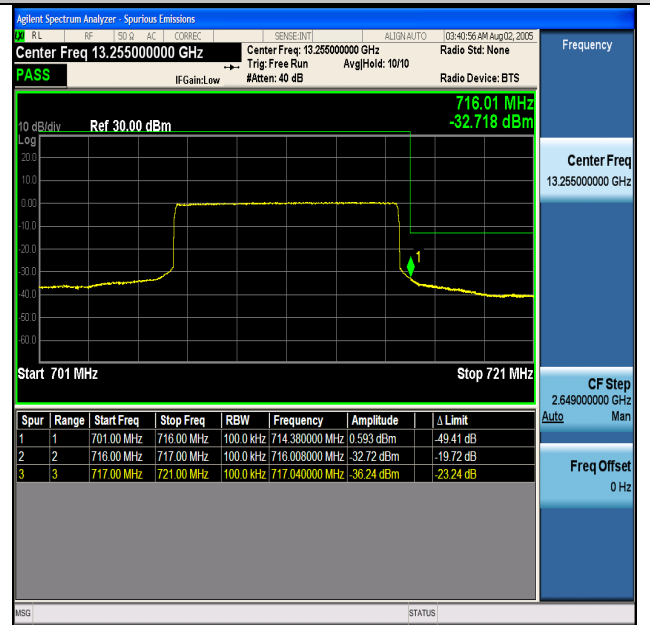 Agilent Spectrum Analyzer - Spurious Emissions
LXI RL RF 50 Ω AC CORREC SENSE:INT ALIGN AUTO 03:40:56 AM Aug 02, 2005
Center Freq 13.255000000 GHz
Center Freq: 13.255000000 GHz
Radio Std: None
Trig: Free Run Avg|Hold: 10/10
PASS
IFGain:Low
#Atten: 40 dB
Radio Device: BTS
716.01 MHz
-32.718 dBm
10 dB/div Ref 30.00 dBm
Log
20.0
10.0
0.00
-10.0
-20.0
-30.0
-40.0
-50.0
-60.0
1
Start 701 MHz Stop 721 MHz
Spur Range Start Freq Stop Freq RBW Frequency Amplitude Δ Limit
1 1 701.00 MHz 716.00 MHz 100.0 kHz 714.380000 MHz 0.593 dBm -49.41 dB
2 2 716.00 MHz 717.00 MHz 100.0 kHz 716.008000 MHz -32.72 dBm -19.72 dB
3 3 717.00 MHz 721.00 MHz 100.0 kHz 717.040000 MHz -36.24 dBm -23.24 dB
MSG STATUS
Frequency
Center Freq
13.255000000 GHz
CF Step
2.649000000 GHz
Auto Man
Freq Offset
0 Hz